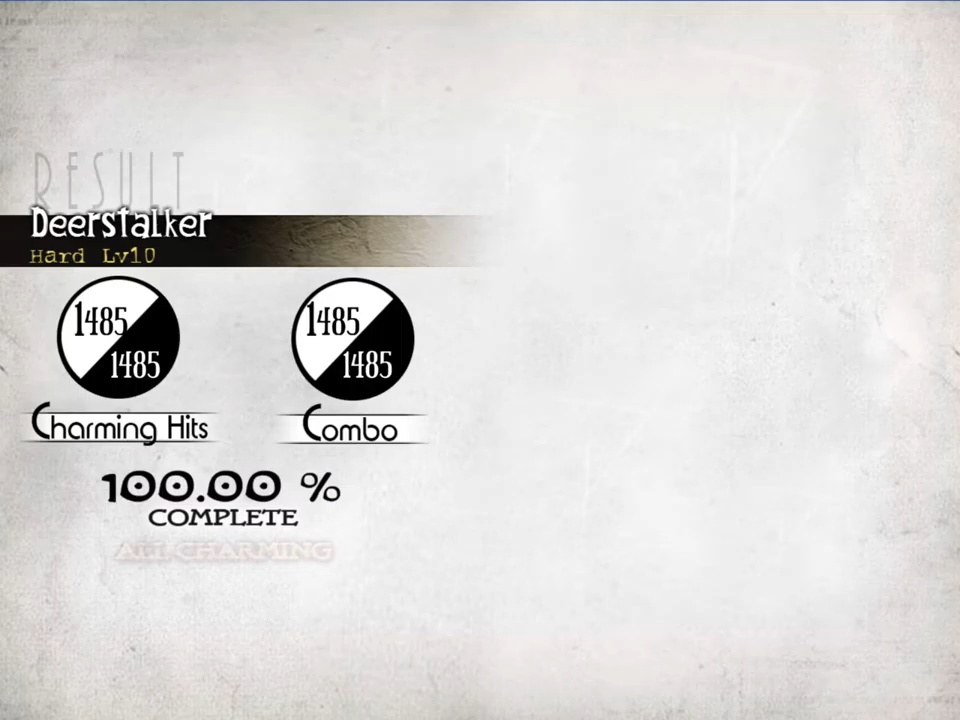 RESULT
Deerstalker
Hard Lv10
1485
1485
1485
1485
Charming Hits
Combo
100.00 %
COMPLETE
ALL CHARMING